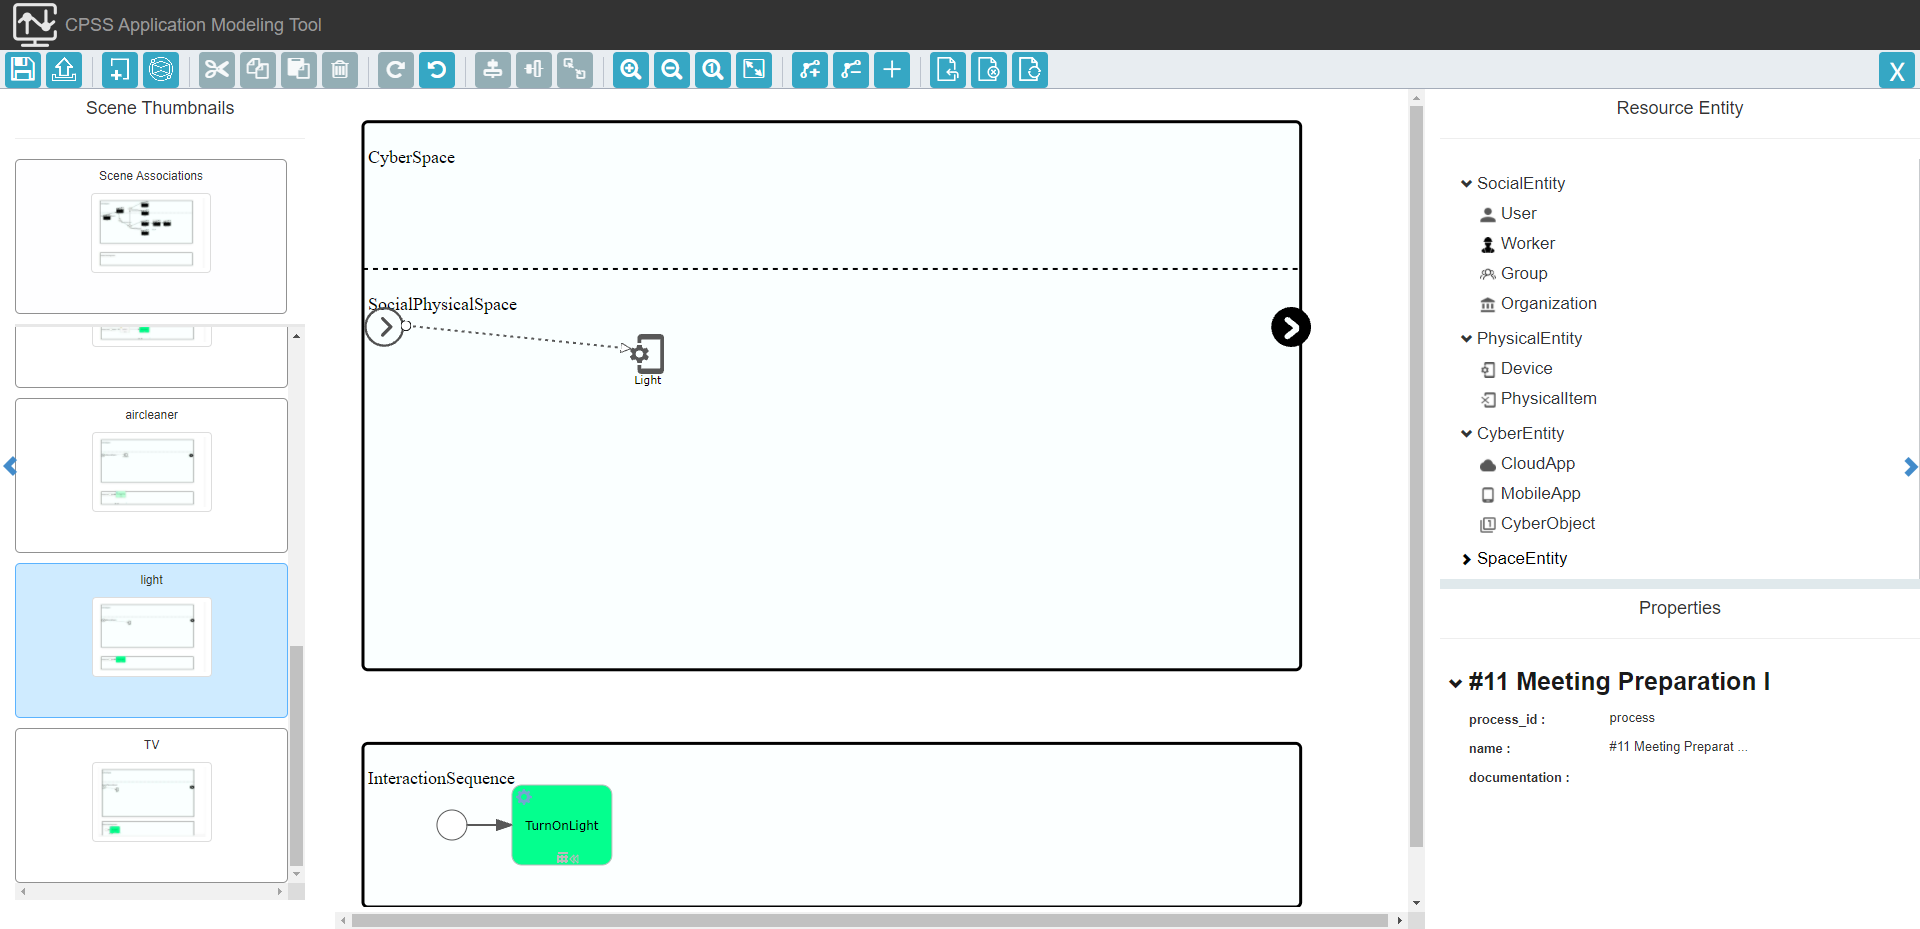 CPSS Application Modeling Tool
X
Scene Thumbnails
Scene Associations
aircleaner
light
TV
CyberSpace
SocialPhysicalSpace
Light
InteractionSequence
TurnOnLight
Resource Entity
SocialEntity
User
Worker
Group
Organization
PhysicalEntity
Device
PhysicalItem
CyberEntity
CloudApp
MobileApp
CyberObject
SpaceEntity
Properties
#11 Meeting Preparation I
process_id : process
name : #11 Meeting Preparat ...
documentation :